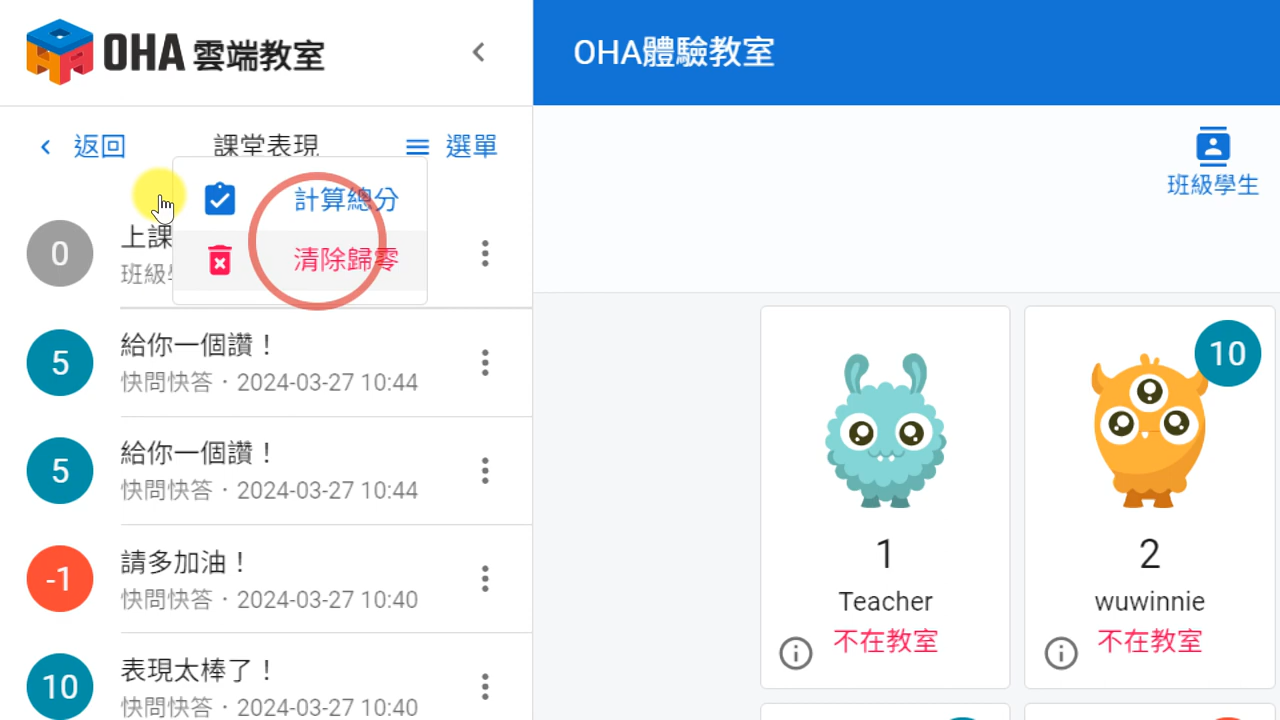 OHA 雲端教室
OHA體驗教室
返回
課堂表現
選單
計算總分
清除歸零
班級學生
0
上課
班級
5
給你一個讚！
快問快答・2024-03-27 10:44
5
給你一個讚！
快問快答・2024-03-27 10:44
-1
請多加油！
快問快答・2024-03-27 10:40
10
表現太棒了！
快問快答・2024-03-27 10:40
1
Teacher
不在教室
10
2
wuwinnie
不在教室